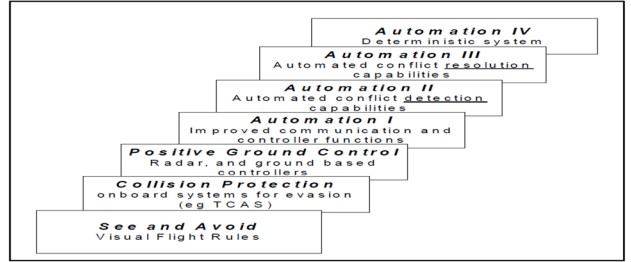 Automation IV
Deterministic system
Automation III
Automated conflict resolution
capabilities
Automation II
Automated conflict detection
capabilities
Automation I
Improved communication and
controller functions
Positive Ground Control
Radar, and ground based
controllers
Collision Protection
onboard systems for evasion
(eg TCAS)
See and Avoid
Visual Flight Rules